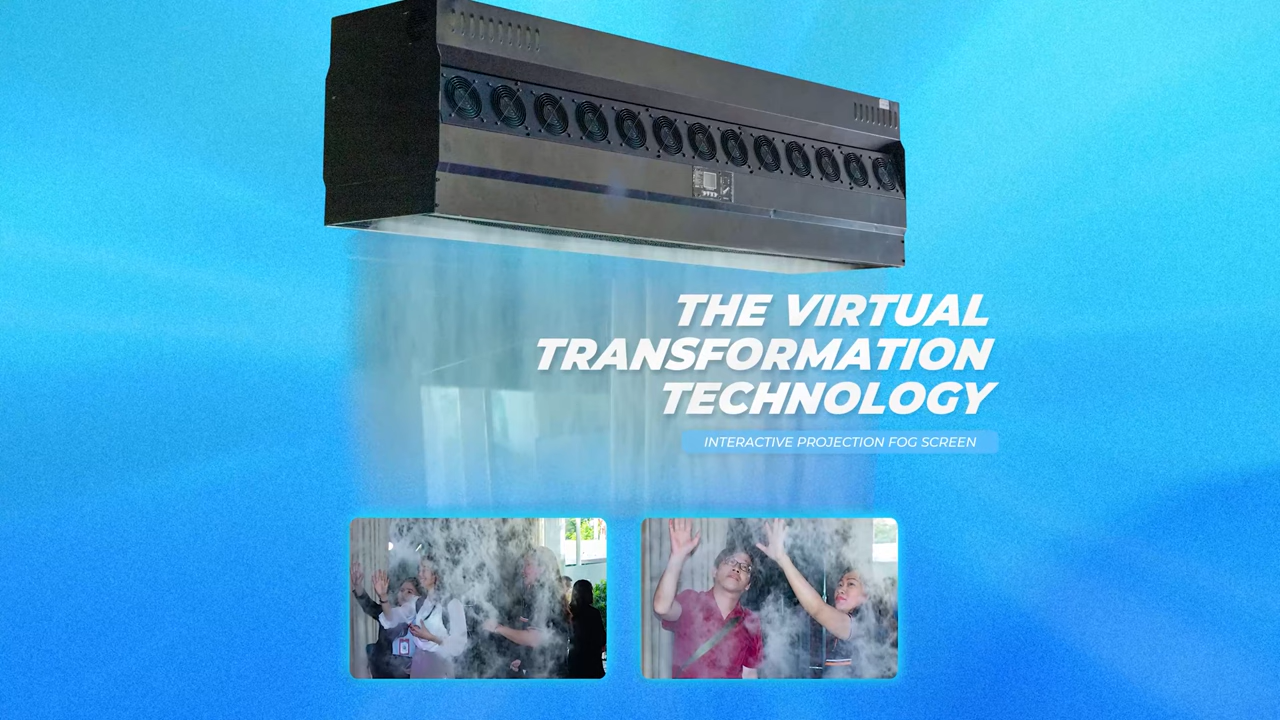 THE VIRTUAL
TRANSFORMATION
TECHNOLOGY
INTERACTIVE PROJECTION FOG SCREEN